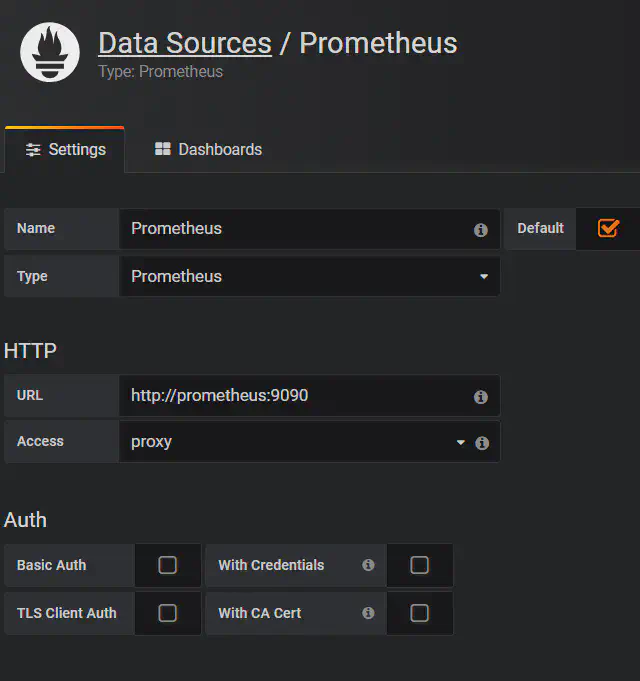 Data Sources / Prometheus
Type: Prometheus
Settings Dashboards
Name Prometheus Default
Type Prometheus
HTTP
URL http://prometheus:9090
Access proxy
Auth
Basic Auth With Credentials
TLS Client Auth With CA Cert